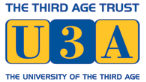 THE THIRD AGE TRUST
U3A
THE UNIVERSITY OF THE THIRD AGE